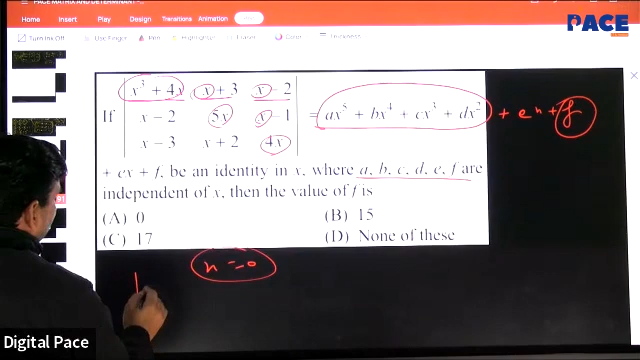 PACE MATRIX AND DETERMINANT
Home Insert Play Design Transitions Animation
PACE
Turn Ink Off Use Finger Pen Highlighter Eraser Color Thickness
| x³ + 4x x + 3 x − 2 |
If | x − 2 5x x − 1 | = ax⁵ + bx⁴ + cx³ + dx² + ex + f
| x − 3 x + 2 4x |
+ ex + f, be an identity in x, where a, b, c, d, e, f are
independent of x, then the value of f is
(A) 0 (B) 15
(C) 17 (D) None of these
x = 0
91
Digital Pace